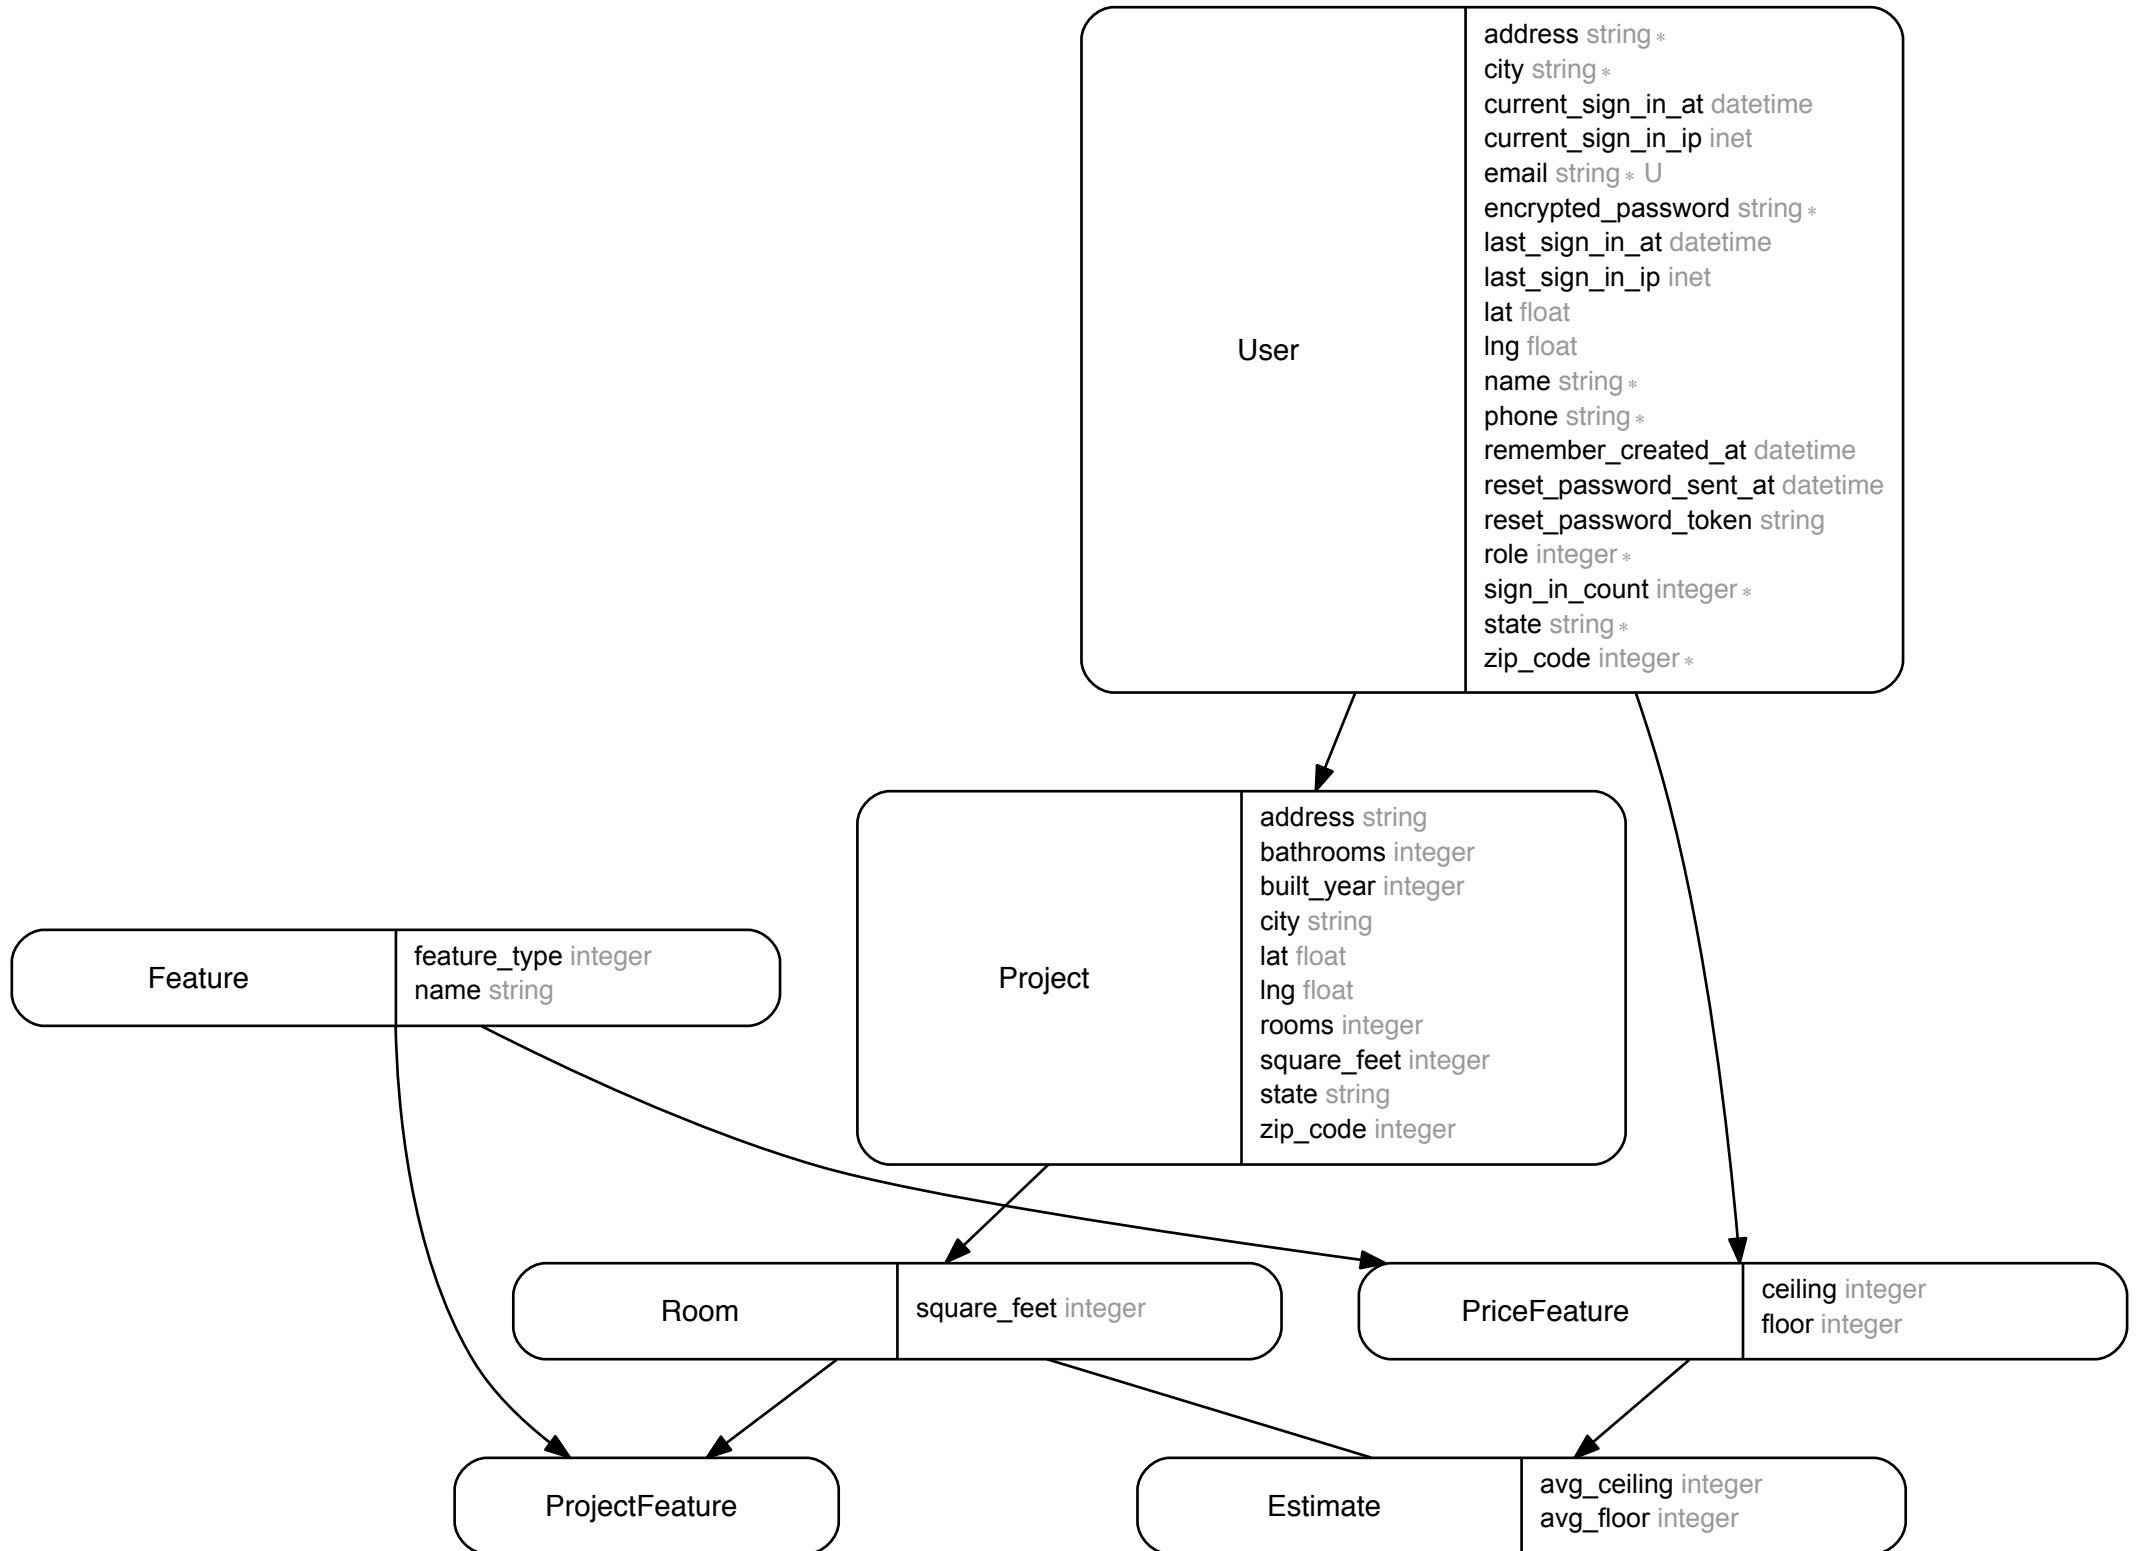 User
address string *
city string *
current_sign_in_at datetime
current_sign_in_ip inet
email string * U
encrypted_password string *
last_sign_in_at datetime
last_sign_in_ip inet
lat float
lng float
name string *
phone string *
remember_created_at datetime
reset_password_sent_at datetime
reset_password_token string
role integer *
sign_in_count integer *
state string *
zip_code integer *
Project
address string
bathrooms integer
built_year integer
city string
lat float
lng float
rooms integer
square_feet integer
state string
zip_code integer
Feature
feature_type integer
name string
Room
square_feet integer
PriceFeature
ceiling integer
floor integer
ProjectFeature
Estimate
avg_ceiling integer
avg_floor integer